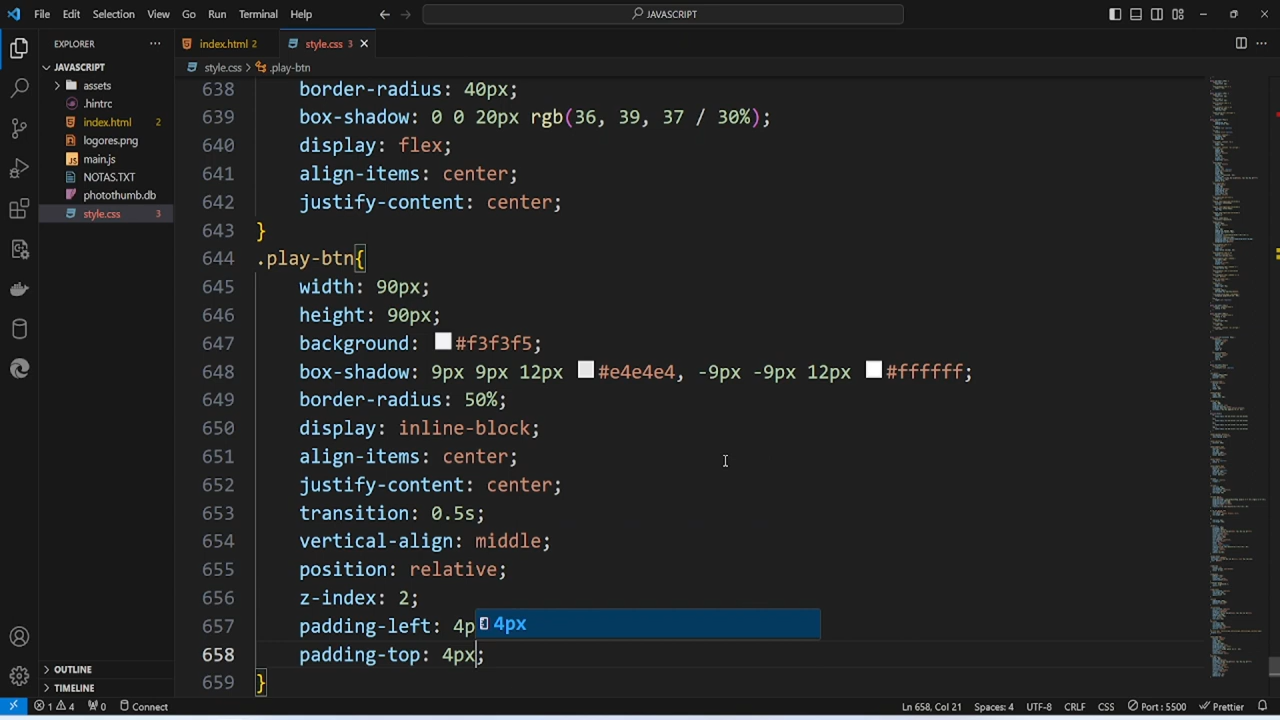 File Edit Selection View Go Run Terminal Help
JAVASCRIPT
EXPLORER
index.html 2
style.css 3
JAVASCRIPT
style.css > .play-btn
assets
.hintrc
index.html 2
logores.png
main.js
NOTAS.TXT
photothumb.db
style.css 3
638 border-radius: 40px;
639 box-shadow: 0 0 20px rgb(36, 39, 37 / 30%);
640 display: flex;
641 align-items: center;
642 justify-content: center;
643 }
644 .play-btn{
645 width: 90px;
646 height: 90px;
647 background: #f3f3f5;
648 box-shadow: 9px 9px 12px #e4e4e4, -9px -9px 12px #ffffff;
649 border-radius: 50%;
650 display: inline-block;
651 align-items: center;
652 justify-content: center;
653 transition: 0.5s;
654 vertical-align: middle;
655 position: relative;
656 z-index: 2;
657 padding-left: 4p
4px
658 padding-top: 4px;
659 }
OUTLINE
TIMELINE
1 4 0 Connect Ln 658, Col 21 Spaces: 4 UTF-8 CRLF CSS Port : 5500 Prettier